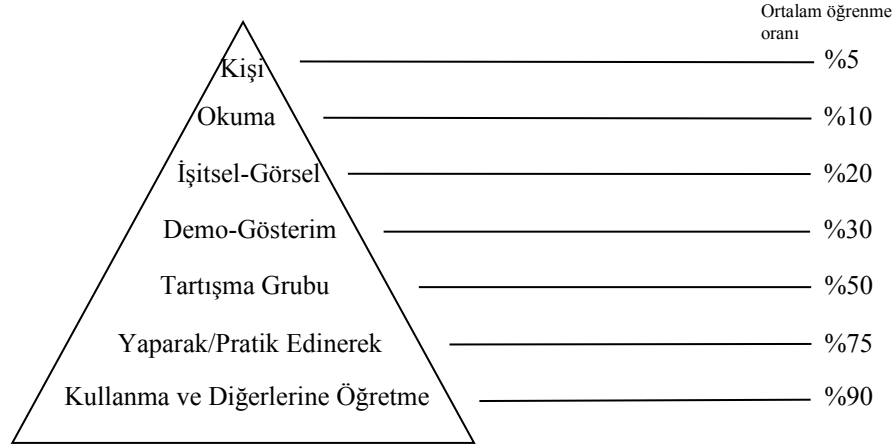 Ortalam öğrenme
oranı
Kişi %5
Okuma %10
İşitsel-Görsel %20
Demo-Gösterim %30
Tartışma Grubu %50
Yaparak/Pratik Edinerek %75
Kullanma ve Diğerlerine Öğretme %90